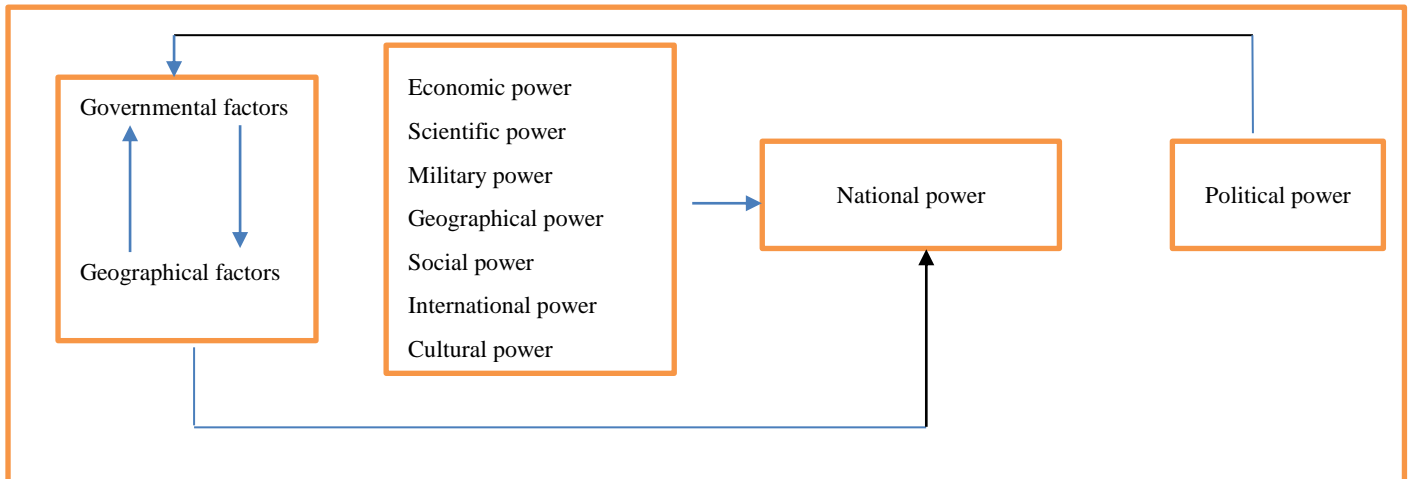 Governmental factors
Geographical factors
Economic power
Scientific power
Military power
Geographical power
Social power
International power
Cultural power
National power
Political power